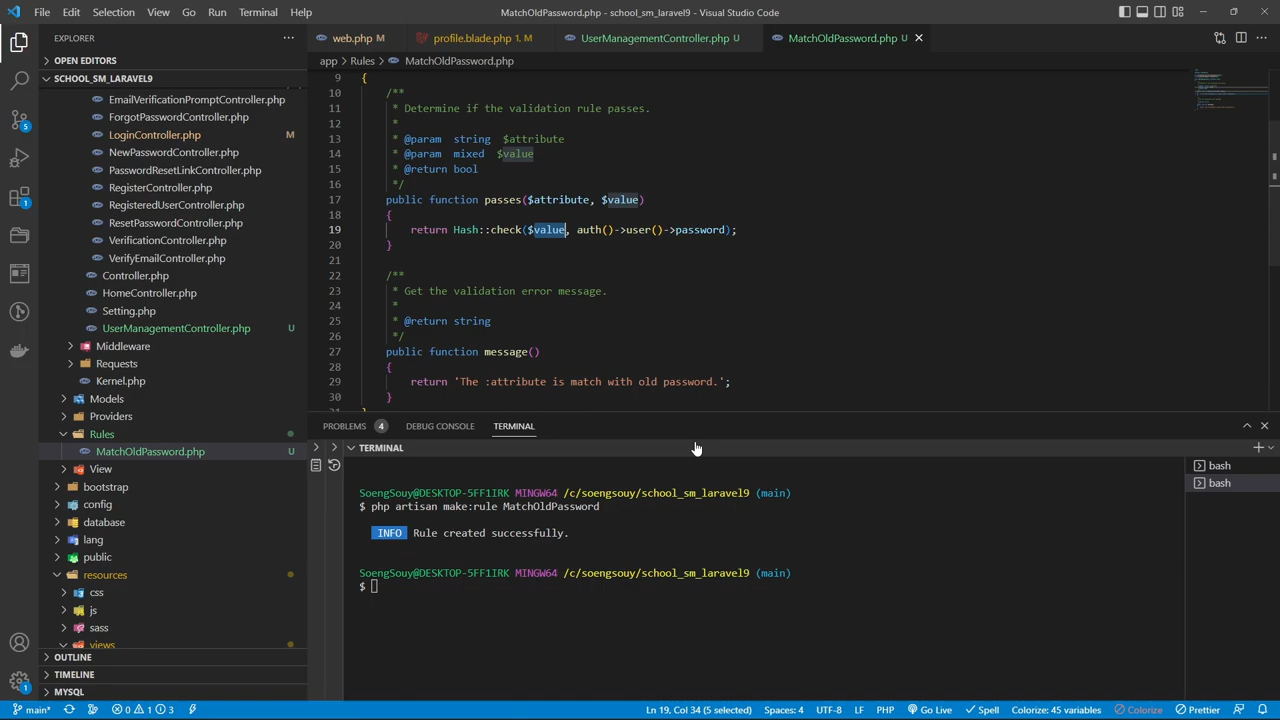 File Edit Selection View Go Run Terminal Help
MatchOldPassword.php - school_sm_laravel9 - Visual Studio Code
EXPLORER
web.php M
profile.blade.php 1, M
UserManagementController.php U
MatchOldPassword.php U
OPEN EDITORS
app > Rules > MatchOldPassword.php
SCHOOL_SM_LARAVEL9
EmailVerificationPromptController.php
ForgotPasswordController.php
LoginController.php M
NewPasswordController.php
PasswordResetLinkController.php
RegisterController.php
RegisteredUserController.php
ResetPasswordController.php
VerificationController.php
VerifyEmailController.php
Controller.php
HomeController.php
Setting.php
UserManagementController.php U
Middleware
Requests
Kernel.php
Models
Providers
Rules
MatchOldPassword.php U
View
bootstrap
config
database
lang
public
resources
css
js
sass
views
OUTLINE
TIMELINE
MYSQL
5
1
1
9 {
10 /**
11 * Determine if the validation rule passes.
12 *
13 * @param string $attribute
14 * @param mixed $value
15 * @return bool
16 */
17 public function passes($attribute, $value)
18 {
19 return Hash::check($value, auth()->user()->password);
20 }
21
22 /**
23 * Get the validation error message.
24 *
25 * @return string
26 */
27 public function message()
28 {
29 return 'The :attribute is match with old password.';
30 }
31 }
PROBLEMS 4 DEBUG CONSOLE TERMINAL
TERMINAL
SoengSouy@DESKTOP-5FF1IRK MINGW64 /c/soengsouy/school_sm_laravel9 (main)
$ php artisan make:rule MatchOldPassword
INFO Rule created successfully.
SoengSouy@DESKTOP-5FF1IRK MINGW64 /c/soengsouy/school_sm_laravel9 (main)
$
bash
bash
main* 0 1 3
Ln 19, Col 34 (5 selected) Spaces: 4 UTF-8 LF PHP Go Live Spell Colorize: 45 variables Colorize Prettier